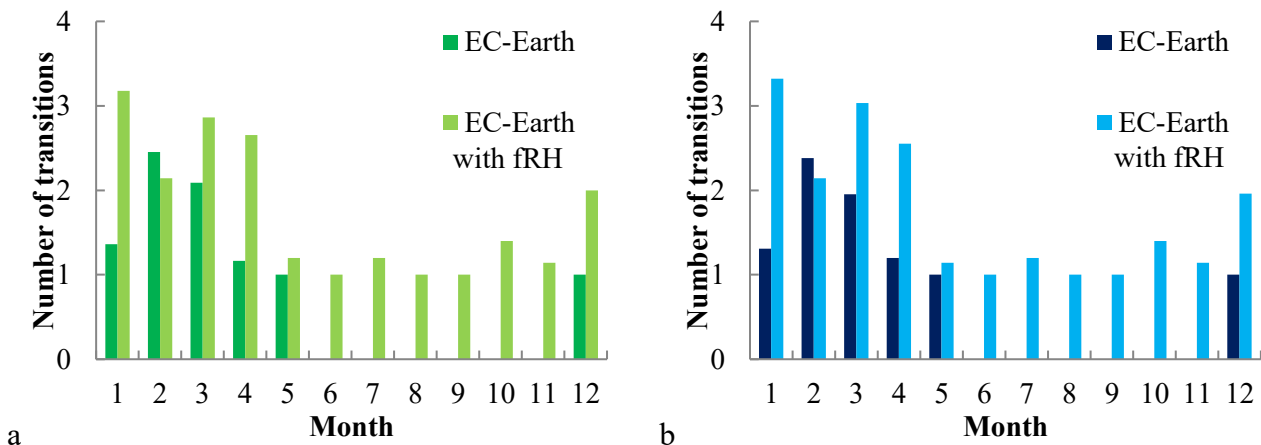 4
3
2
1
0
Number of transitions
EC-Earth
EC-Earth
with fRH
1 2 3 4 5 6 7 8 9 10 11 12
Month
a
4
3
2
1
0
Number of transitions
EC-Earth
EC-Earth
with fRH
1 2 3 4 5 6 7 8 9 10 11 12
Month
b